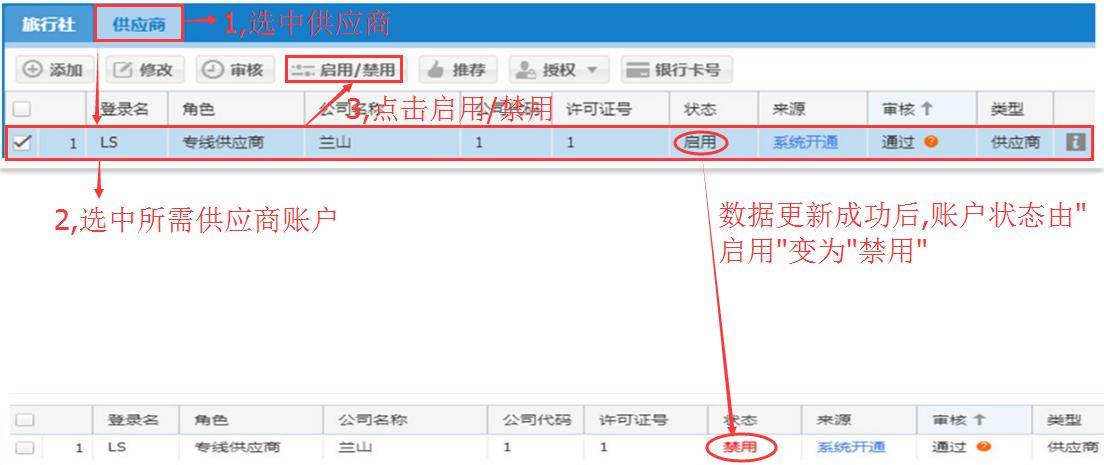 旅行社 供应商 1,选中供应商
添加 修改 审核 启用/禁用 推荐 授权 银行卡号
登录名 角色 公司名称 公司代码 许可证号 状态 来源 审核↑ 类型
3,点击启用/禁用
1 LS 专线供应商 兰山 1 1 启用 系统开通 通过 ? 供应商 i
2,选中所需供应商账户
数据更新成功后,账户状态由"
启用"变为"禁用"
登录名 角色 公司名称 公司代码 许可证号 状态 来源 审核↑ 类型
1 LS 专线供应商 兰山 1 1 禁用 系统开通 通过 ? 供应商